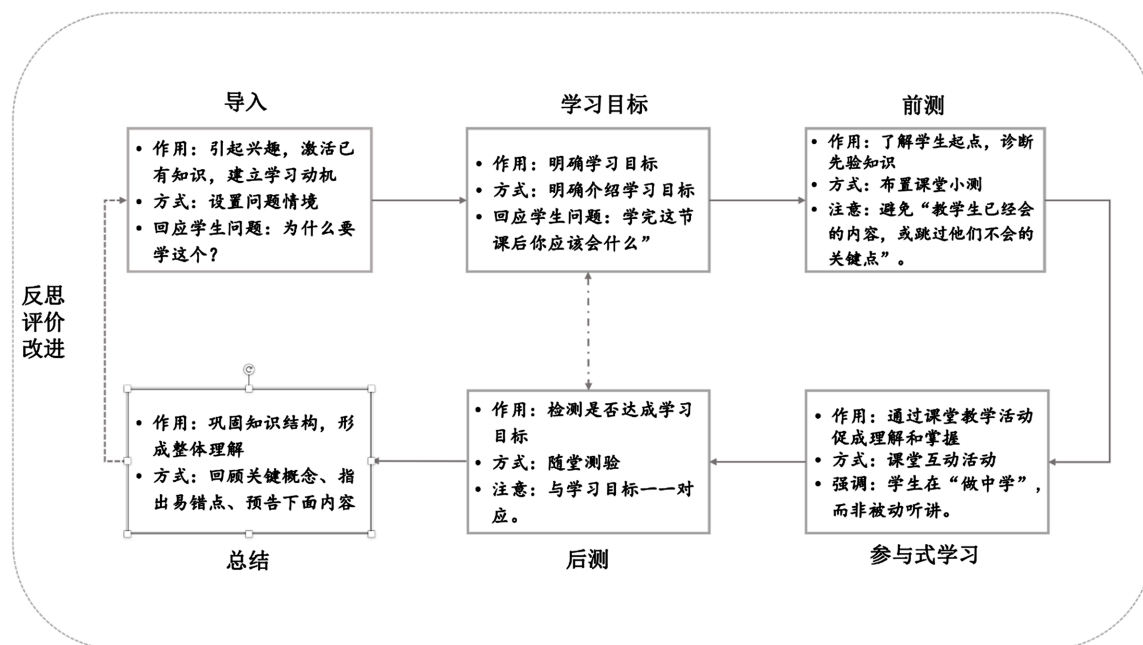 导入
• 作用：引起兴趣，激活已
有知识，建立学习动机
• 方式：设置问题情境
• 回应学生问题：为什么要
学这个？
学习目标
• 作用：明确学习目标
• 方式：明确介绍学习目标
• 回应学生问题：学完这节
课后你应该会什么”
前测
• 作用：了解学生起点，诊断
先验知识
• 方式：布置课堂小测
• 注意：避免“教学生已经会
的内容，或跳过他们不会的
关键点”。
反思
评价
改进
• 作用：巩固知识结构，形
成整体理解
• 方式：回顾关键概念、指
出易错点、预告下面内容
总结
• 作用：检测是否达成学习
目标
• 方式：随堂测验
• 注意：与学习目标一一对
应。
后测
• 作用：通过课堂教学活动
促成理解和掌握
• 方式：课堂互动活动
• 强调：学生在“做中学”，
而非被动听讲。
参与式学习